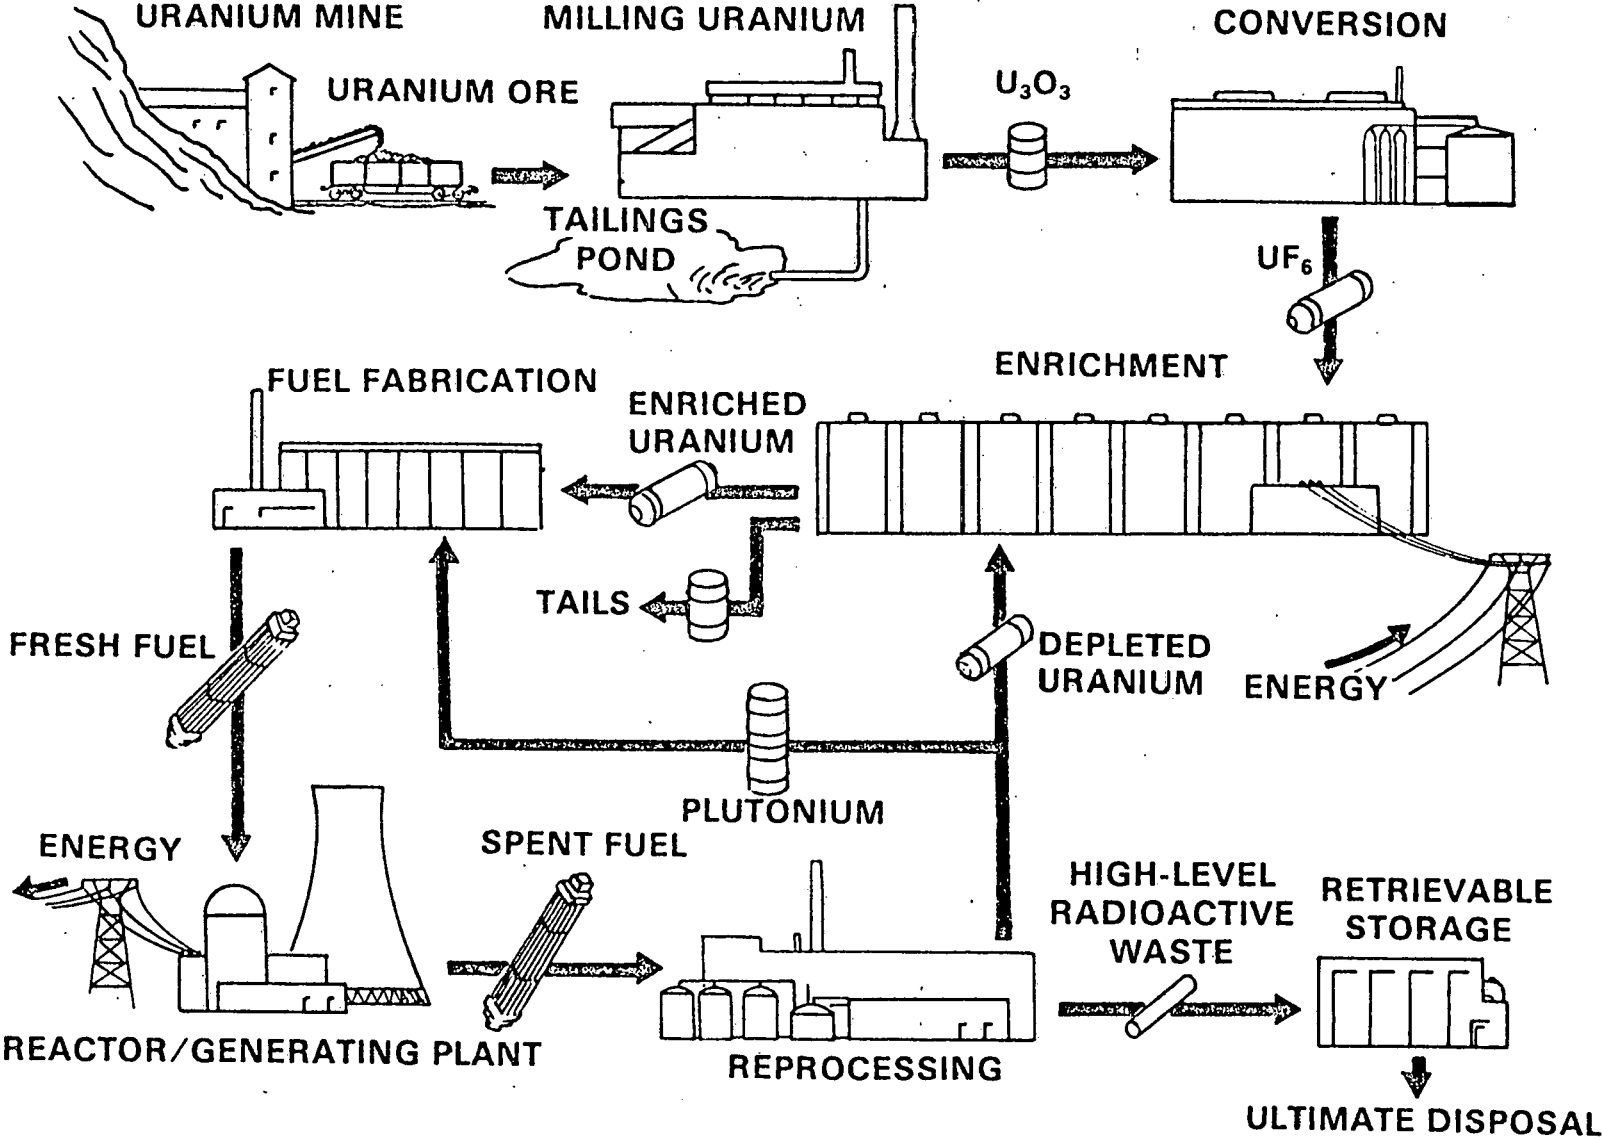 URANIUM MINE
MILLING URANIUM
CONVERSION
URANIUM ORE
U₃O₃
TAILINGS
POND
UF₆
ENRICHMENT
FUEL FABRICATION
ENRICHED
URANIUM
TAILS
DEPLETED
URANIUM
ENERGY
FRESH FUEL
PLUTONIUM
ENERGY
SPENT FUEL
HIGH-LEVEL
RADIOACTIVE
WASTE
RETRIEVABLE
STORAGE
REACTOR/GENERATING PLANT
REPROCESSING
ULTIMATE DISPOSAL